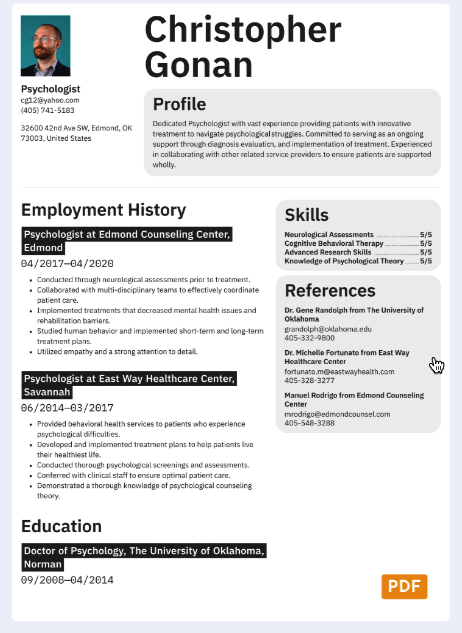 Christopher
Gonan
Psychologist
cg12@yahoo.com
(405) 741-5183
32600 42nd Ave SW, Edmond, OK
73003, United States
Profile
Dedicated Psychologist with vast experience providing patients with innovative
treatment to navigate psychological struggles. Committed to serving as an ongoing
support through diagnosis evaluation, and implementation of treatment. Experienced
in collaborating with other related service providers to ensure patients are supported
wholly.
Employment History
Psychologist at Edmond Counseling Center,
Edmond
04/2017—04/2020
• Conducted through neurological assessments prior to treatment.
• Collaborated with multi-disciplinary teams to effectively coordinate
patient care.
• Implemented treatments that decreased mental health issues and
rehabilitation barriers.
• Studied human behavior and implemented short-term and long-term
treatment plans.
• Utilized empathy and a strong attention to detail.
Psychologist at East Way Healthcare Center,
Savannah
06/2014—03/2017
• Provided behavioral health services to patients who experience
psychological difficulties.
• Developed and implemented treatment plans to help patients live
their healthiest life.
• Conducted thorough psychological screenings and assessments.
• Conferred with clinical staff to ensure optimal patient care.
• Demonstrated a thorough knowledge of psychological counseling
theory.
Education
Doctor of Psychology, The University of Oklahoma,
Norman
09/2008—04/2014
Skills
Neurological Assessments 5/5
Cognitive Behavioral Therapy 5/5
Advanced Research Skills 5/5
Knowledge of Psychological Theory 5/5
References
Dr. Gene Randolph from The University of
Oklahoma
grandolph@oklahoma.edu
405-332-9800
Dr. Michelle Fortunato from East Way
Healthcare Center
fortunato.m@eastwayhealth.com
405-328-3277
Manuel Rodrigo from Edmond Counseling
Center
mrodrigo@edmondcounsel.com
405-548-3288
PDF